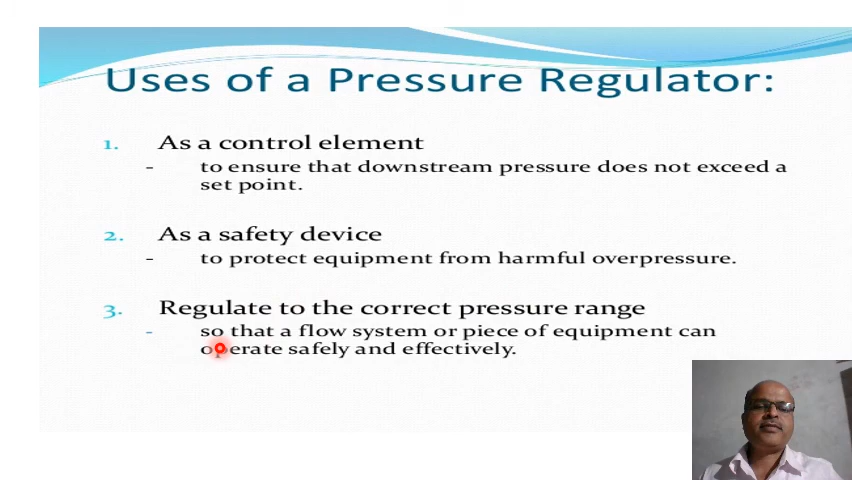 Uses of a Pressure Regulator:
1. As a control element
- to ensure that downstream pressure does not exceed a
set point.
2. As a safety device
- to protect equipment from harmful overpressure.
3. Regulate to the correct pressure range
- so that a flow system or piece of equipment can
operate safely and effectively.